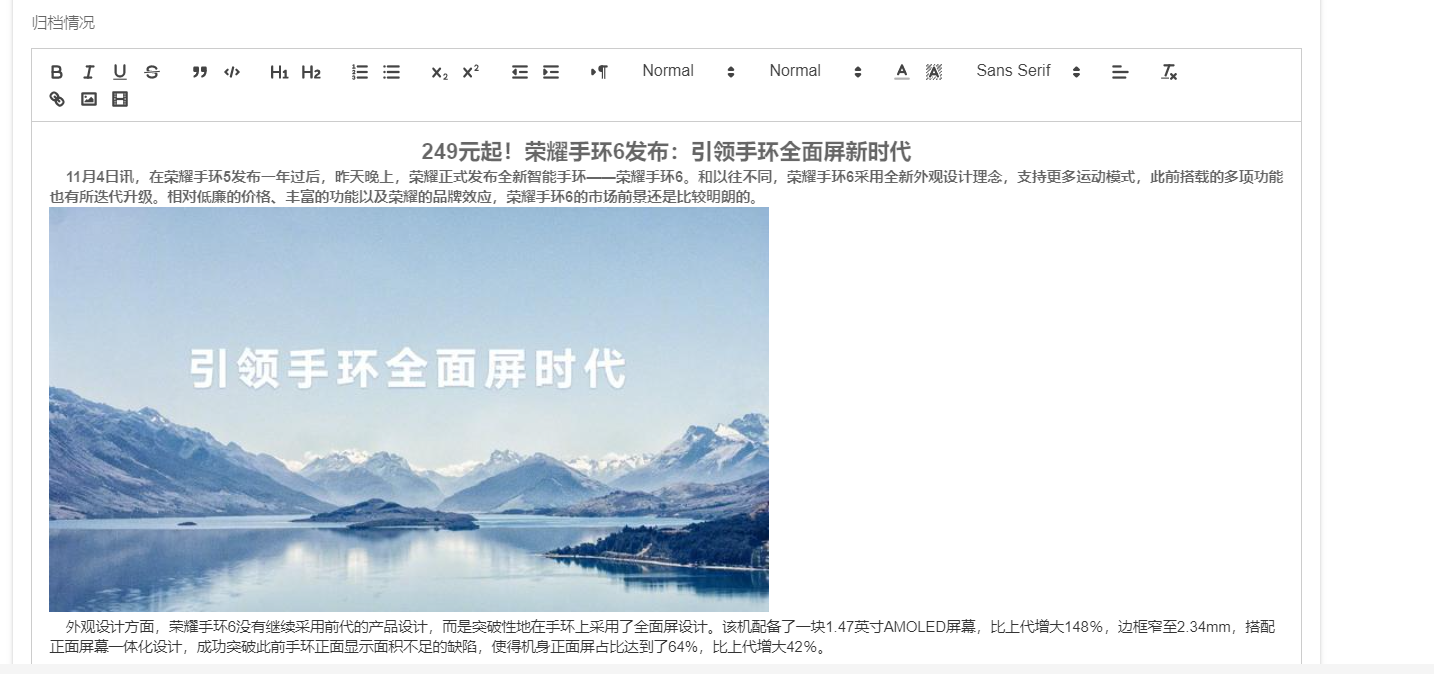 归档情况
H1 H2 Normal Normal Sans Serif
249元起！荣耀手环6发布：引领手环全面屏新时代
11月4日讯，在荣耀手环5发布一年过后，昨天晚上，荣耀正式发布全新智能手环——荣耀手环6。和以往不同，荣耀手环6采用全新外观设计理念，支持更多运动模式，此前搭载的多项功能
也有所迭代升级。相对低廉的价格、丰富的功能以及荣耀的品牌效应，荣耀手环6的市场前景还是比较明朗的。
引领手环全面屏时代
外观设计方面，荣耀手环6没有继续采用前代的产品设计，而是突破性地在手环上采用了全面屏设计。该机配备了一块1.47英寸AMOLED屏幕，比上代增大148%，边框窄至2.34mm，搭配
正面屏幕一体化设计，成功突破此前手环正面显示面积不足的缺陷，使得机身正面屏占比达到了64%，比上代增大42%。